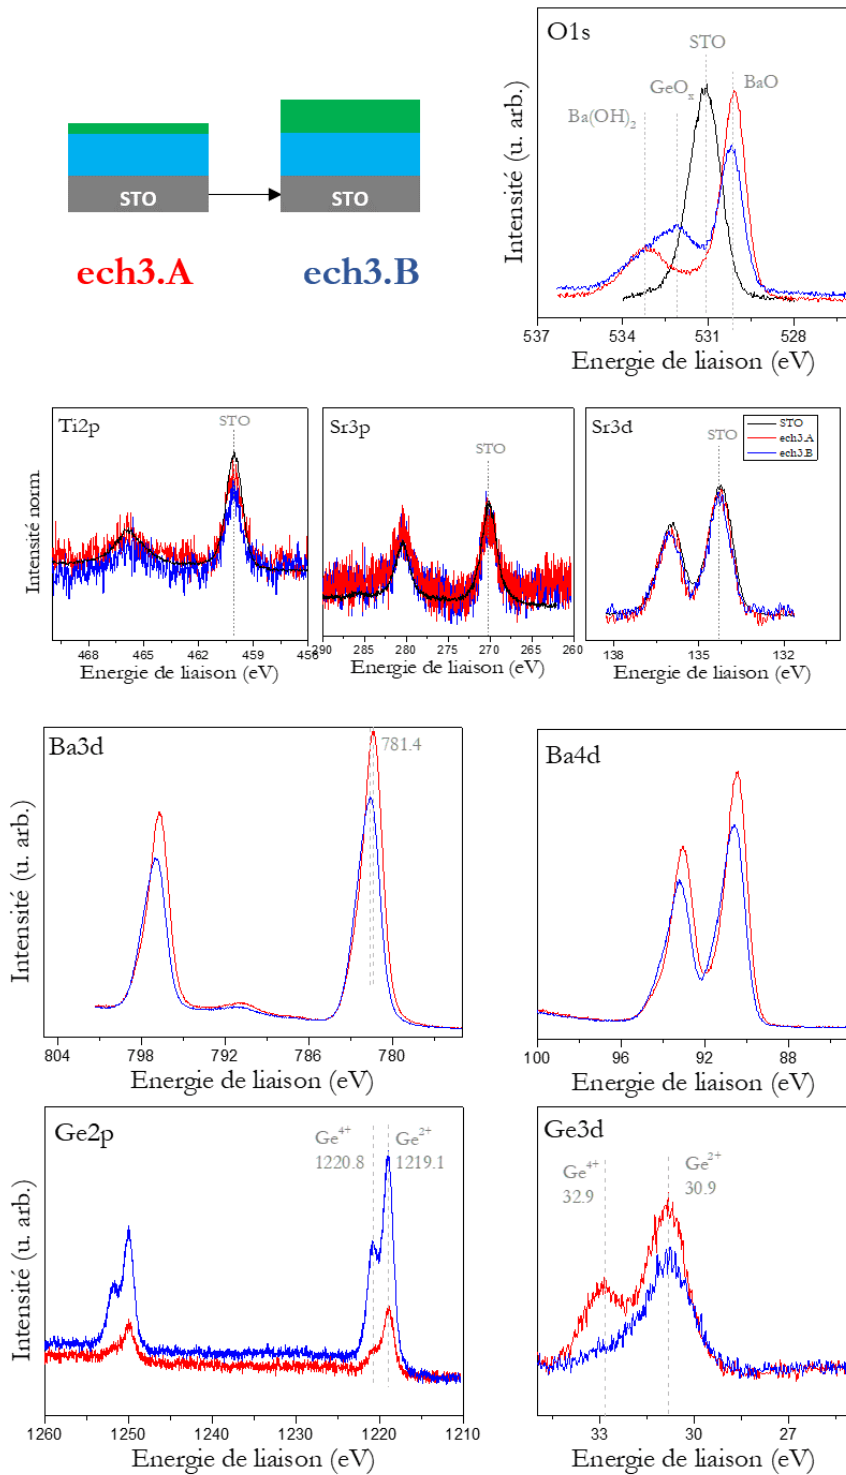 O1s
STO
BaO
GeOx
Ba(OH)2
Intensité (u. arb.)
537 534 531 528
Energie de liaison (eV)
STO STO
ech3.A ech3.B
Ti2p
STO
Intensité norm.
468 465 462 459 456
Energie de liaison (eV)
Sr3p
STO
290 285 280 275 270 265 260
Energie de liaison (eV)
Sr3d
STO
STO
ech3.A
ech3.B
138 135 132
Energie de liaison (eV)
Ba3d
781.4
Intensité (u. arb.)
804 798 792 786 780
Energie de liaison (eV)
Ba4d
100 96 92 88
Energie de liaison (eV)
Ge2p
Ge4+ Ge2+
1220.8 1219.1
Intensité (u. arb.)
1260 1250 1240 1230 1220 1210
Energie de liaison (eV)
Ge3d
Ge4+
32.9
Ge2+
30.9
33 30 27
Energie de liaison (eV)